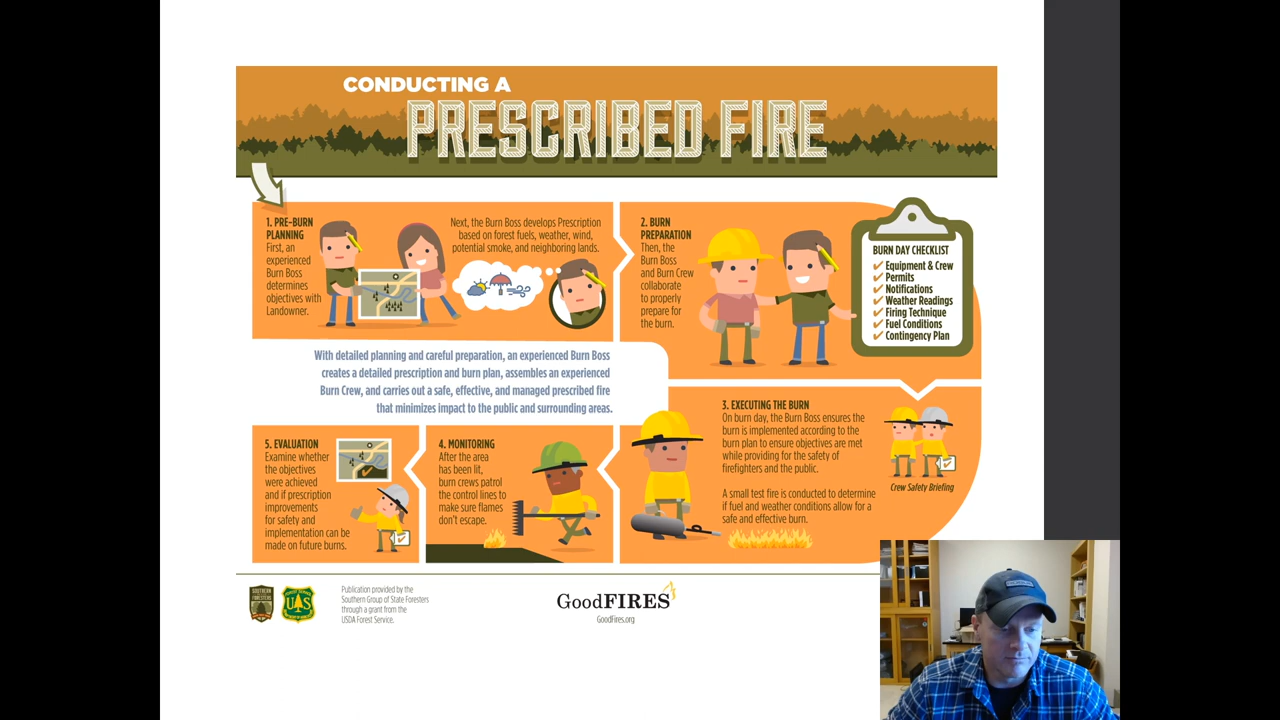 CONDUCTING A
PRESCRIBED FIRE
1. PRE-BURN
PLANNING
First, an
experienced
Burn Boss
determines
objectives with
Landowner.
Next, the Burn Boss develops Prescription
based on forest fuels, weather, wind,
potential smoke, and neighboring lands.
2. BURN
PREPARATION
Then, the
Burn Boss
and Burn Crew
collaborate
to properly
prepare for
the burn.
BURN DAY CHECKLIST
✓ Equipment & Crew
✓ Permits
✓ Notifications
✓ Weather Readings
✓ Firing Technique
✓ Fuel Conditions
✓ Contingency Plan
With detailed planning and careful preparation, an experienced Burn Boss
creates a detailed prescription and burn plan, assembles an experienced
Burn Crew, and carries out a safe, effective, and managed prescribed fire
that minimizes impact to the public and surrounding areas.
3. EXECUTING THE BURN
On burn day, the Burn Boss ensures the
burn is implemented according to the
burn plan to ensure objectives are met
while providing for the safety of
firefighters and the public.
A small test fire is conducted to determine
if fuel and weather conditions allow for a
safe and effective burn.
Crew Safety Briefing
4. MONITORING
After the area
has been lit,
burn crews patrol
the control lines to
make sure flames
don't escape.
5. EVALUATION
Examine whether
the objectives
were achieved
and if prescription
improvements
for safety and
implementation can be
made on future burns.
U S
Publication provided by the
Southern Group of State Foresters
through a grant from the
USDA Forest Service.
GoodFIRES
GoodFires.org